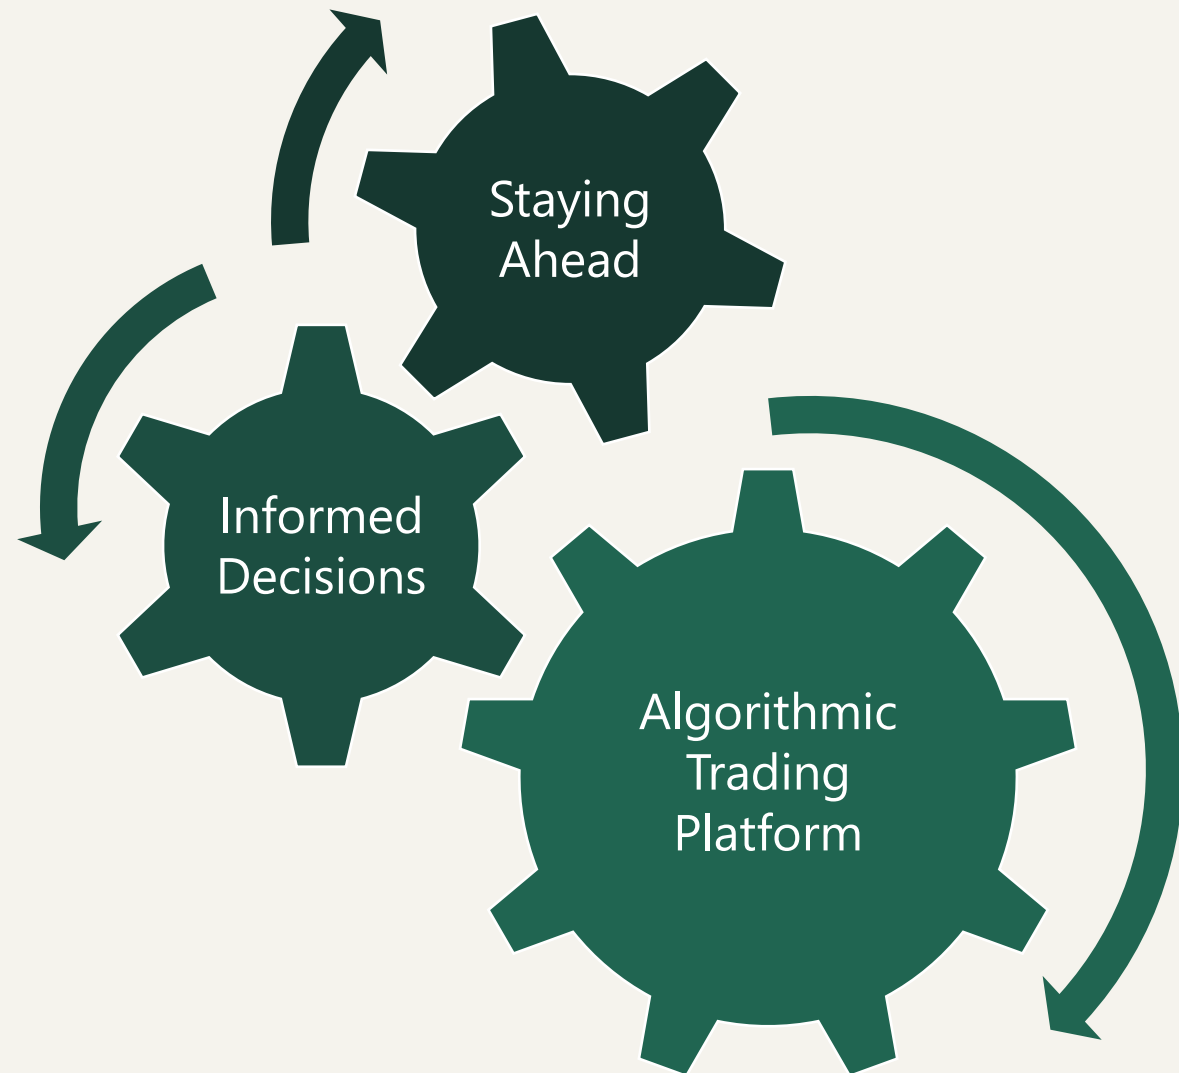 Staying
Ahead
Informed
Decisions
Algorithmic
Trading
Platform